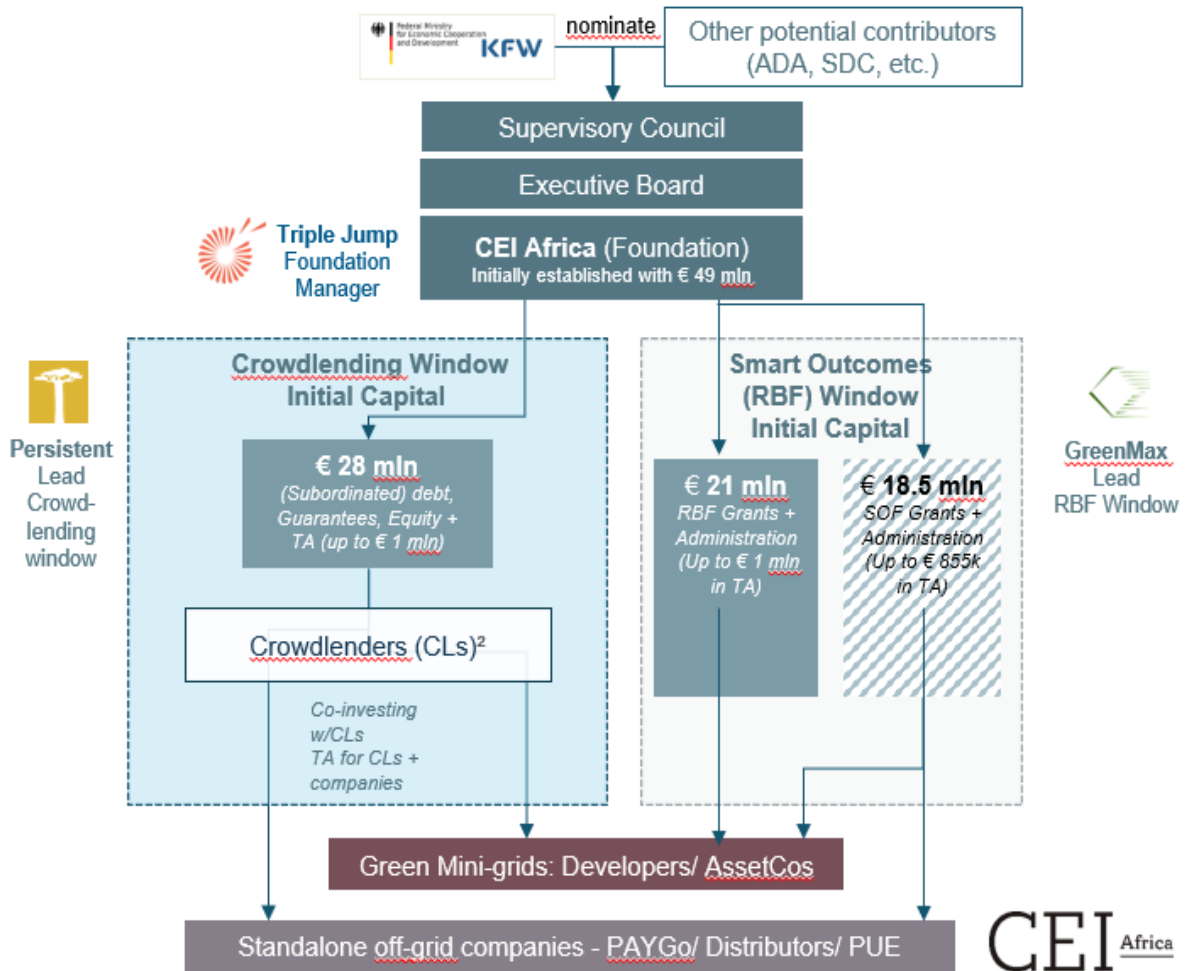 Federal Ministry
for Economic Cooperation
and Development
KFW
nominate
Other potential contributors
(ADA, SDC, etc.)
Supervisory Council
Executive Board
Triple Jump
Foundation
Manager
CEI Africa (Foundation)
Initially established with € 49 mln
Crowdlending Window
Initial Capital
Smart Outcomes
(RBF) Window
Initial Capital
Persistent
Lead
Crowd-
lending
window
GreenMax
Lead
RBF Window
€ 28 mln
(Subordinated) debt,
Guarantees, Equity +
TA (up to € 1 mln)
€ 21 mln
RBF Grants +
Administration
(Up to € 1 mln
in TA)
€ 18.5 mln
SOF Grants +
Administration
(Up to € 855k
in TA)
Crowdlenders (CLs)²
Co-investing
w/CLs
TA for CLs +
companies
Green Mini-grids: Developers/ AssetCos
Standalone off-grid companies - PAYGo/ Distributors/ PUE
CEI Africa